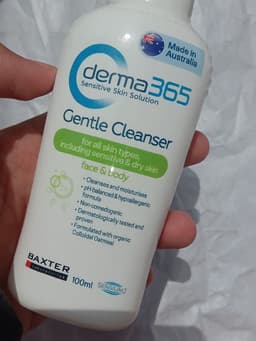 Made in
Australia
derma365
Sensitive Skin Solution
Gentle Cleanser
for all skin types,
including sensitive & dry skin
face & body
• Cleanses and moisturises
• pH balanced & hypoallergenic
formula
• Non-comedogenic
• Dermatologically tested and
proven
• Formulated with organic
Colloidal Oatmeal
BAXTER
100ml